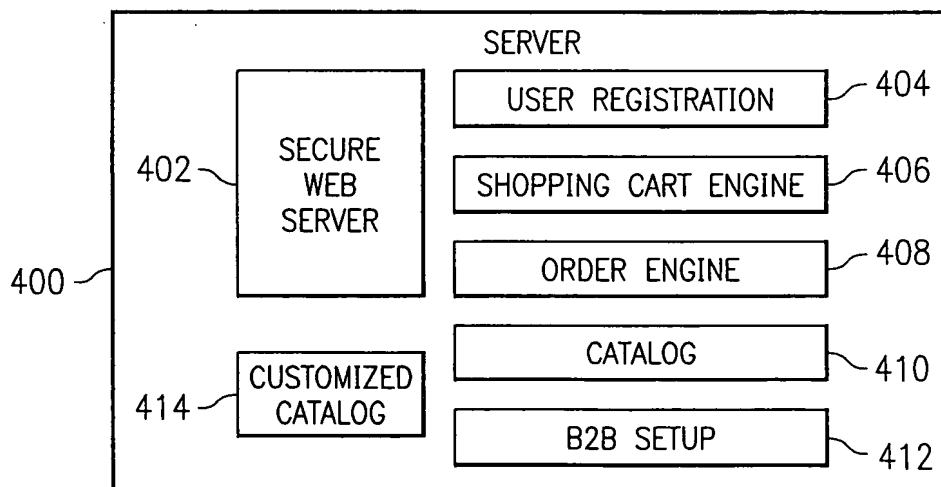 SERVER
SECURE
WEB
SERVER
402
400
CUSTOMIZED
CATALOG
414
USER REGISTRATION
404
SHOPPING CART ENGINE
406
ORDER ENGINE
408
CATALOG
410
B2B SETUP
412